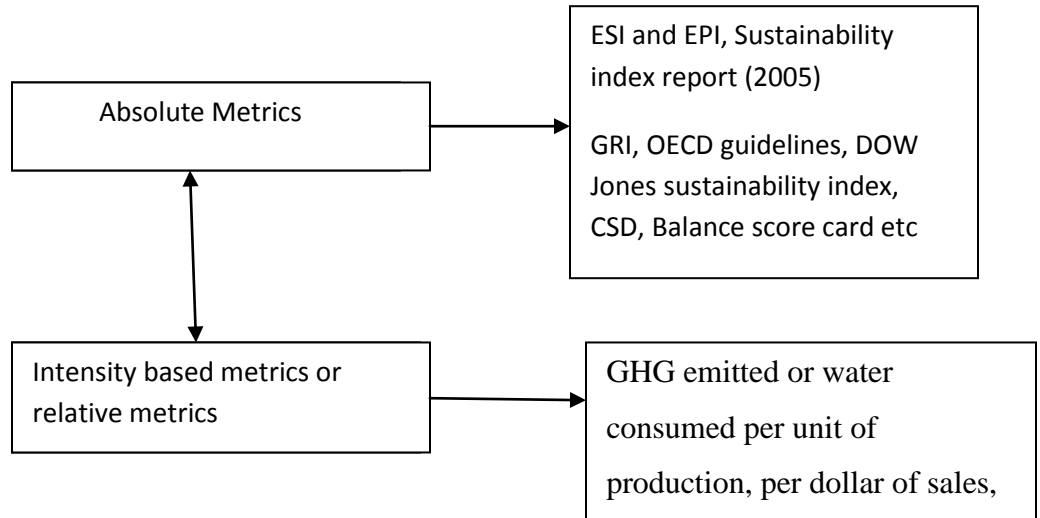 Absolute Metrics
ESI and EPI, Sustainability
index report (2005)
GRI, OECD guidelines, DOW
Jones sustainability index,
CSD, Balance score card etc
Intensity based metrics or
relative metrics
GHG emitted or water
consumed per unit of
production, per dollar of sales,